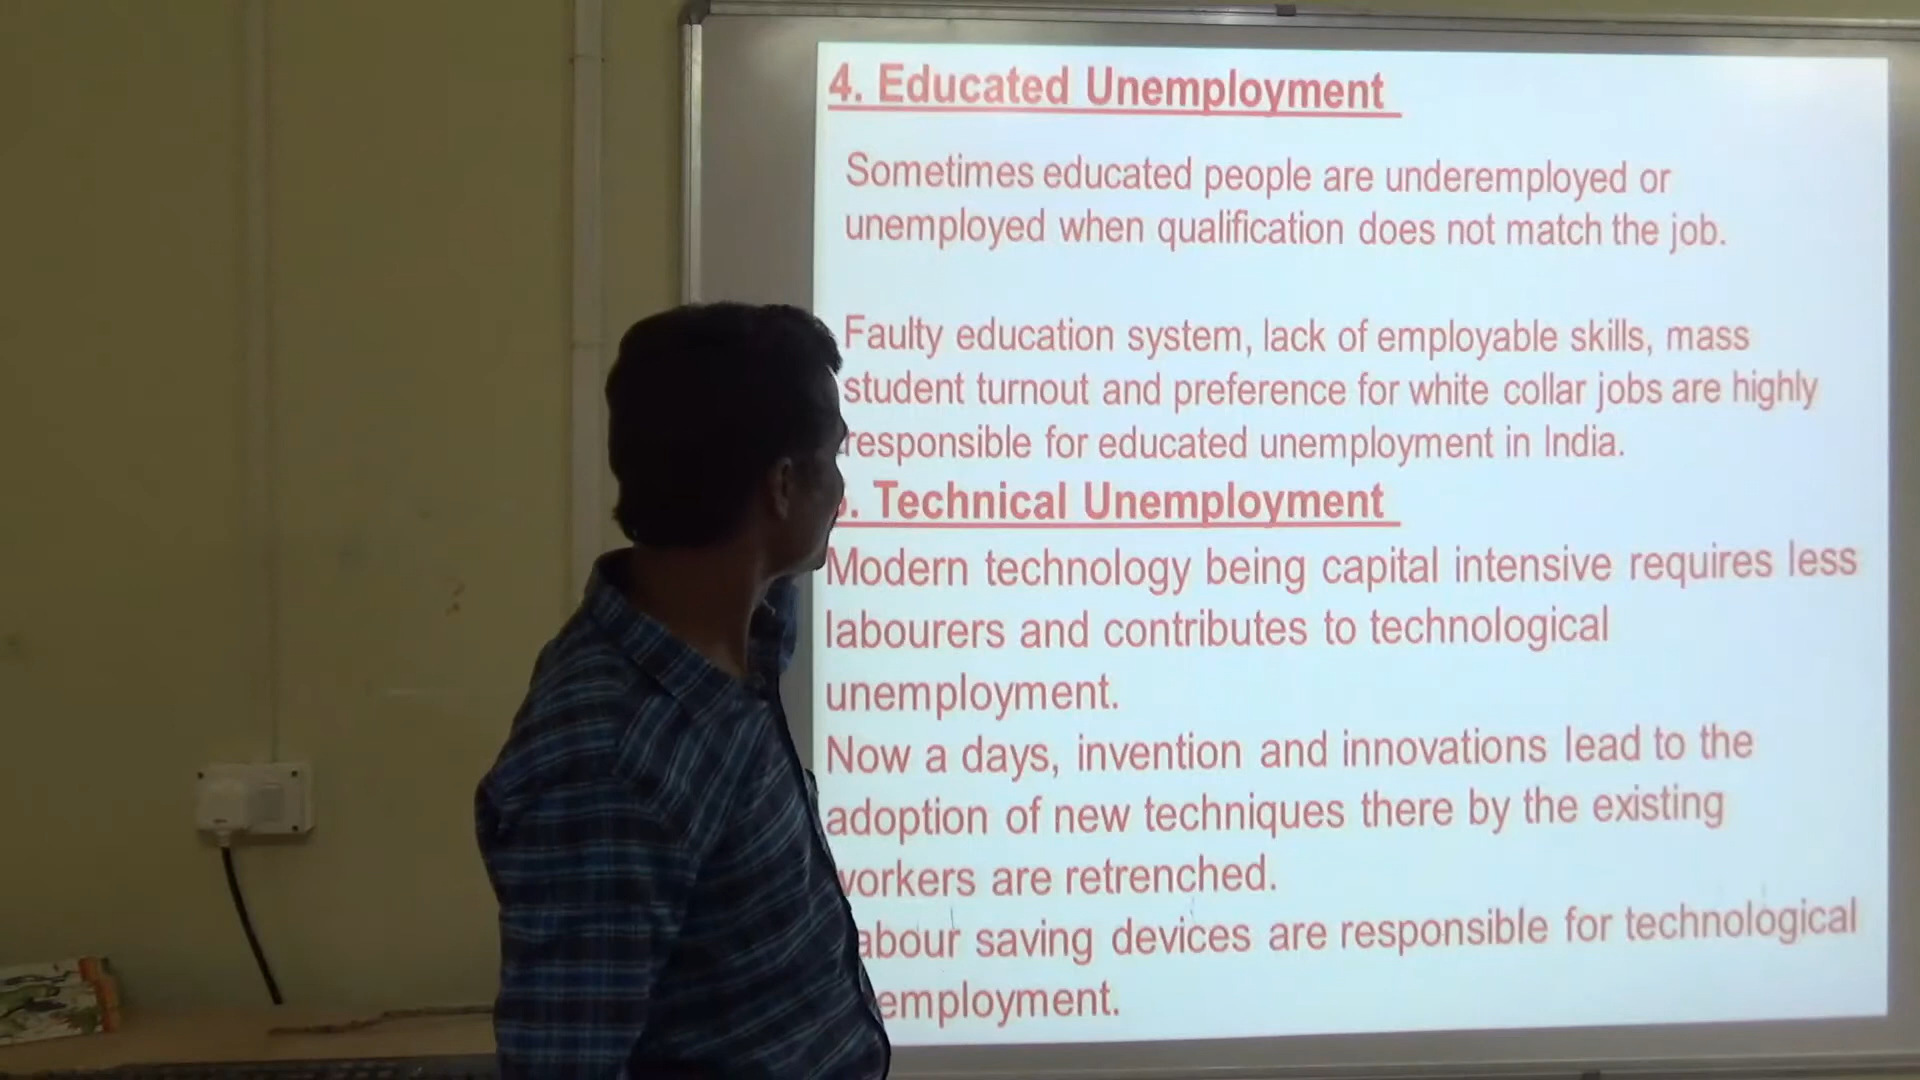 4. Educated Unemployment
Sometimes educated people are underemployed or
unemployed when qualification does not match the job.
Faulty education system, lack of employable skills, mass
student turnout and preference for white collar jobs are highly
responsible for educated unemployment in India.
. Technical Unemployment
Modern technology being capital intensive requires less
labourers and contributes to technological
unemployment.
Now a days, invention and innovations lead to the
adoption of new techniques there by the existing
workers are retrenched.
abour saving devices are responsible for technological
employment.